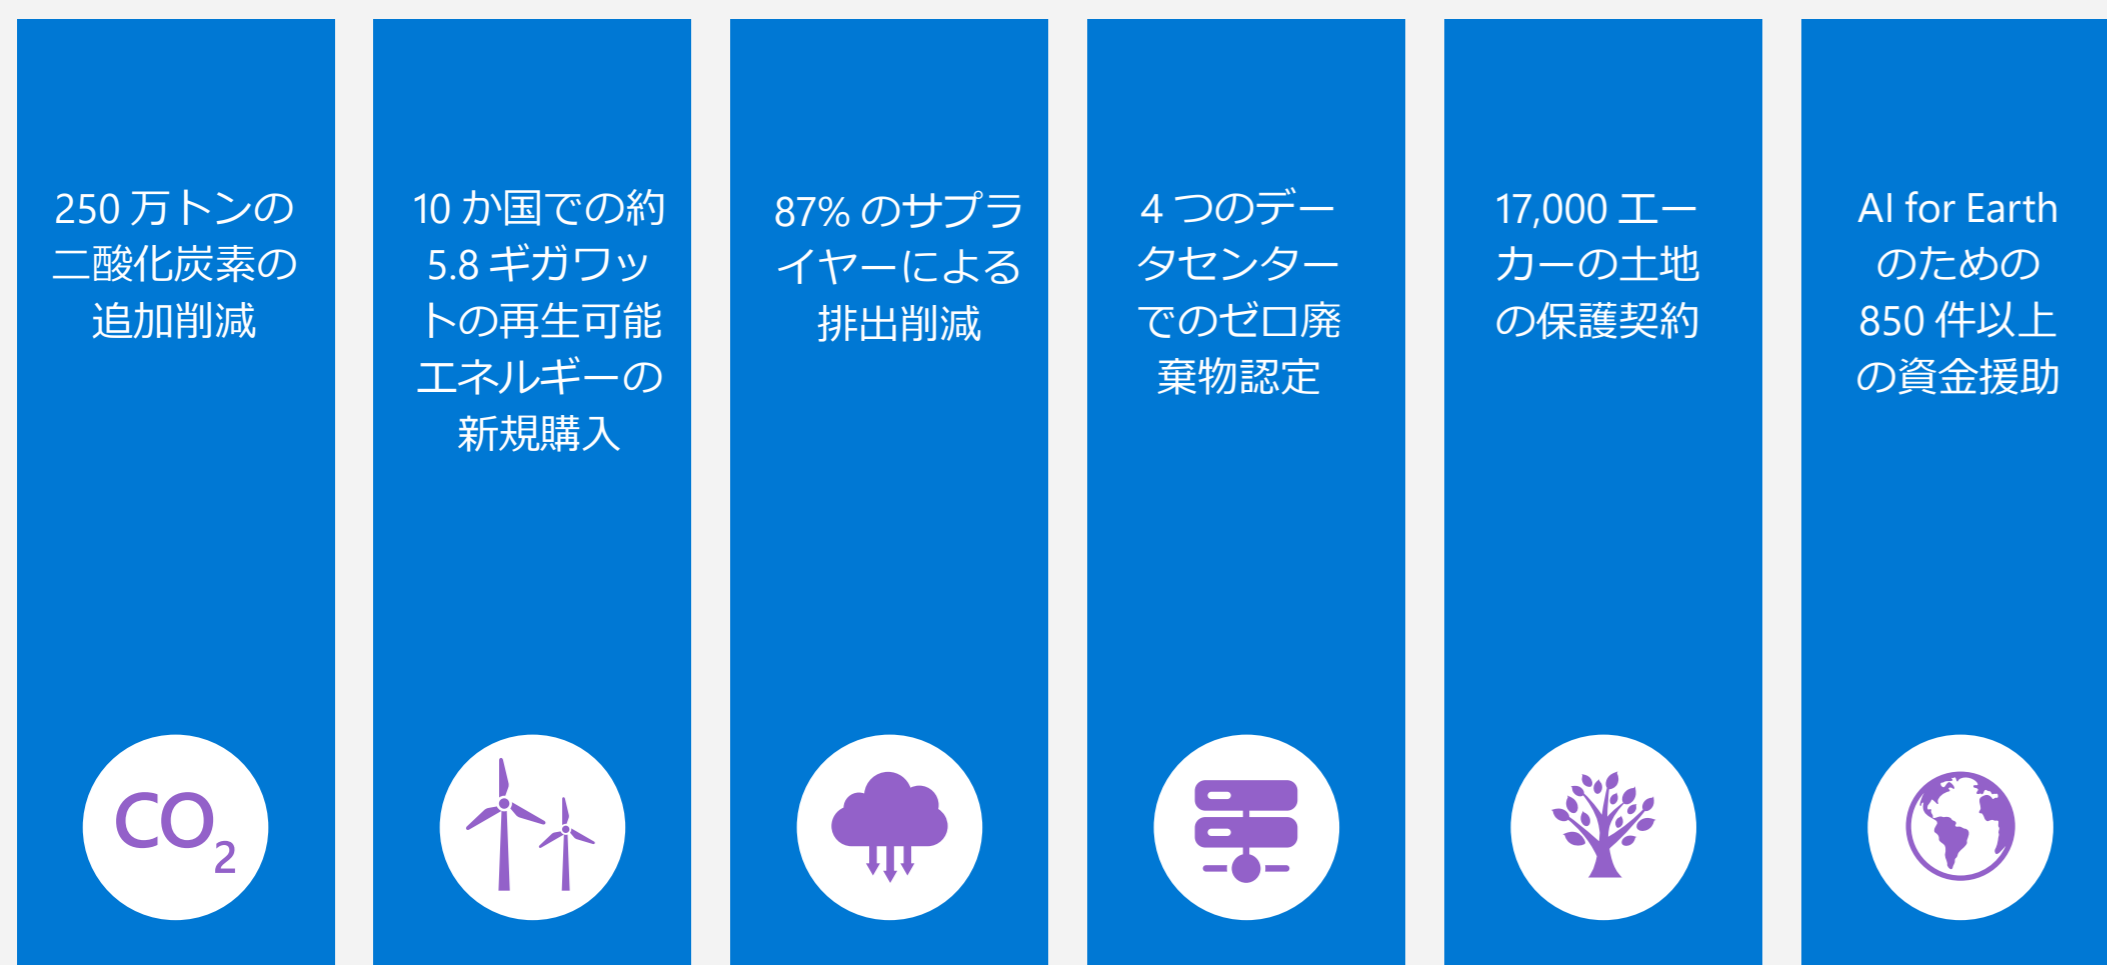 250 万トンの
二酸化炭素の
追加削減
10 か国での約
5.8 ギガワッ
トの再生可能
エネルギーの
新規購入
87% のサプラ
イヤーによる
排出削減
4 つのデー
タセンター
でのゼロ廃
棄物認定
17,000 エー
カーの土地
の保護契約
AI for Earth
のための
850 件以上
の資金援助
CO₂